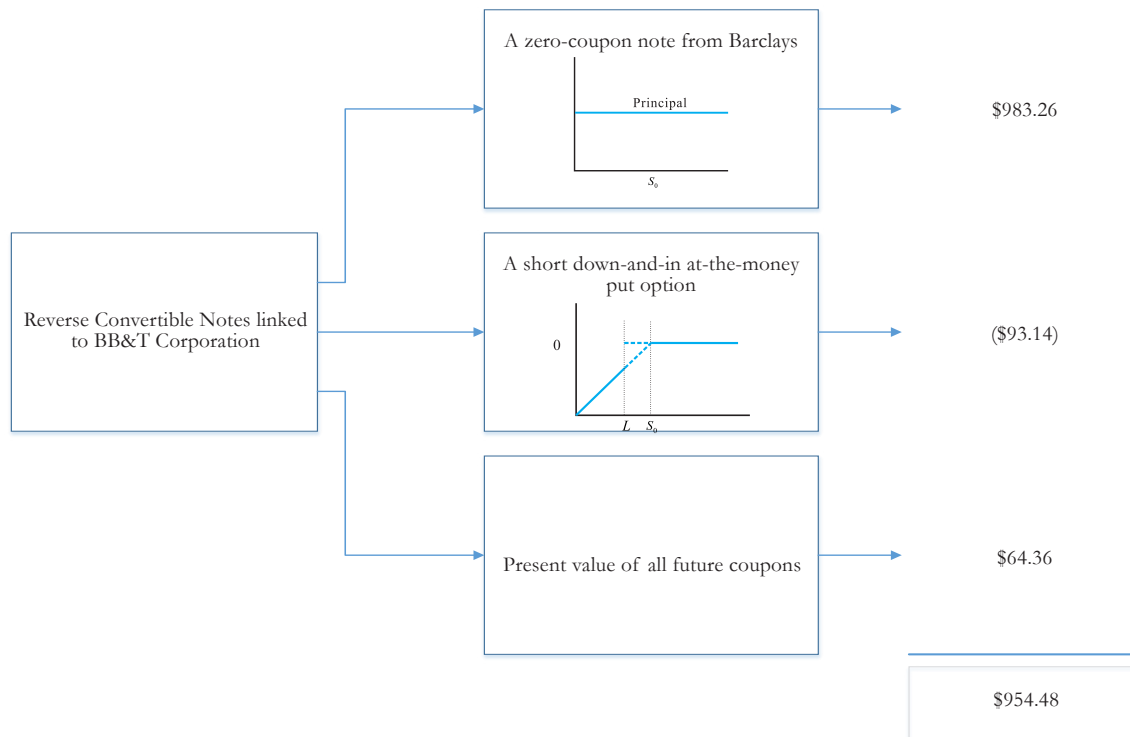 A zero-coupon note from Barclays
Principal
S₀
$983.26
Reverse Convertible Notes linked
to BB&T Corporation
A short down-and-in at-the-money
put option
0
L S₀
($93.14)
Present value of all future coupons
$64.36
$954.48